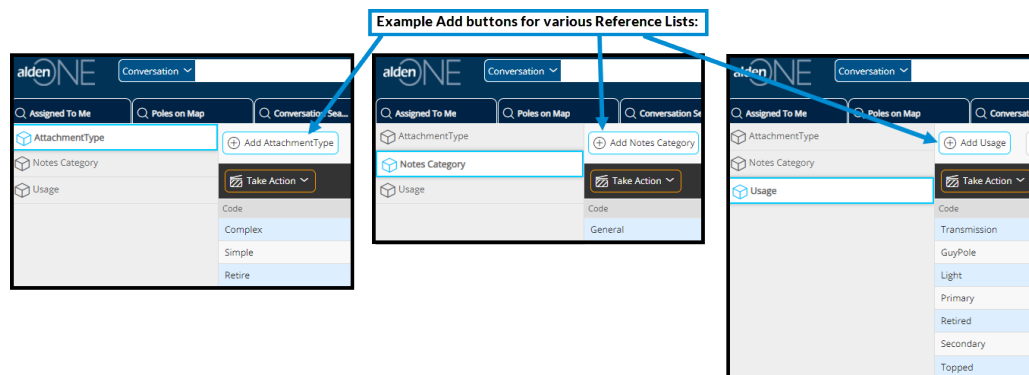 Example Add buttons for various Reference Lists:
alden ONE
Conversation
Assigned To Me Poles on Map Conversation Sea...
AttachmentType
Notes Category
Usage
Add AttachmentType
Take Action
Code
Complex
Simple
Retire
alden ONE
Conversation
Assigned To Me Poles on Map Conversation Se
AttachmentType
Notes Category
Usage
Add Notes Category
Take Action
Code
General
alden ONE
Conversation
Assigned To Me Poles on Map Conversat
AttachmentType
Notes Category
Usage
Add Usage
Take Action
Code
Transmission
GuyPole
Light
Primary
Retired
Secondary
Topped